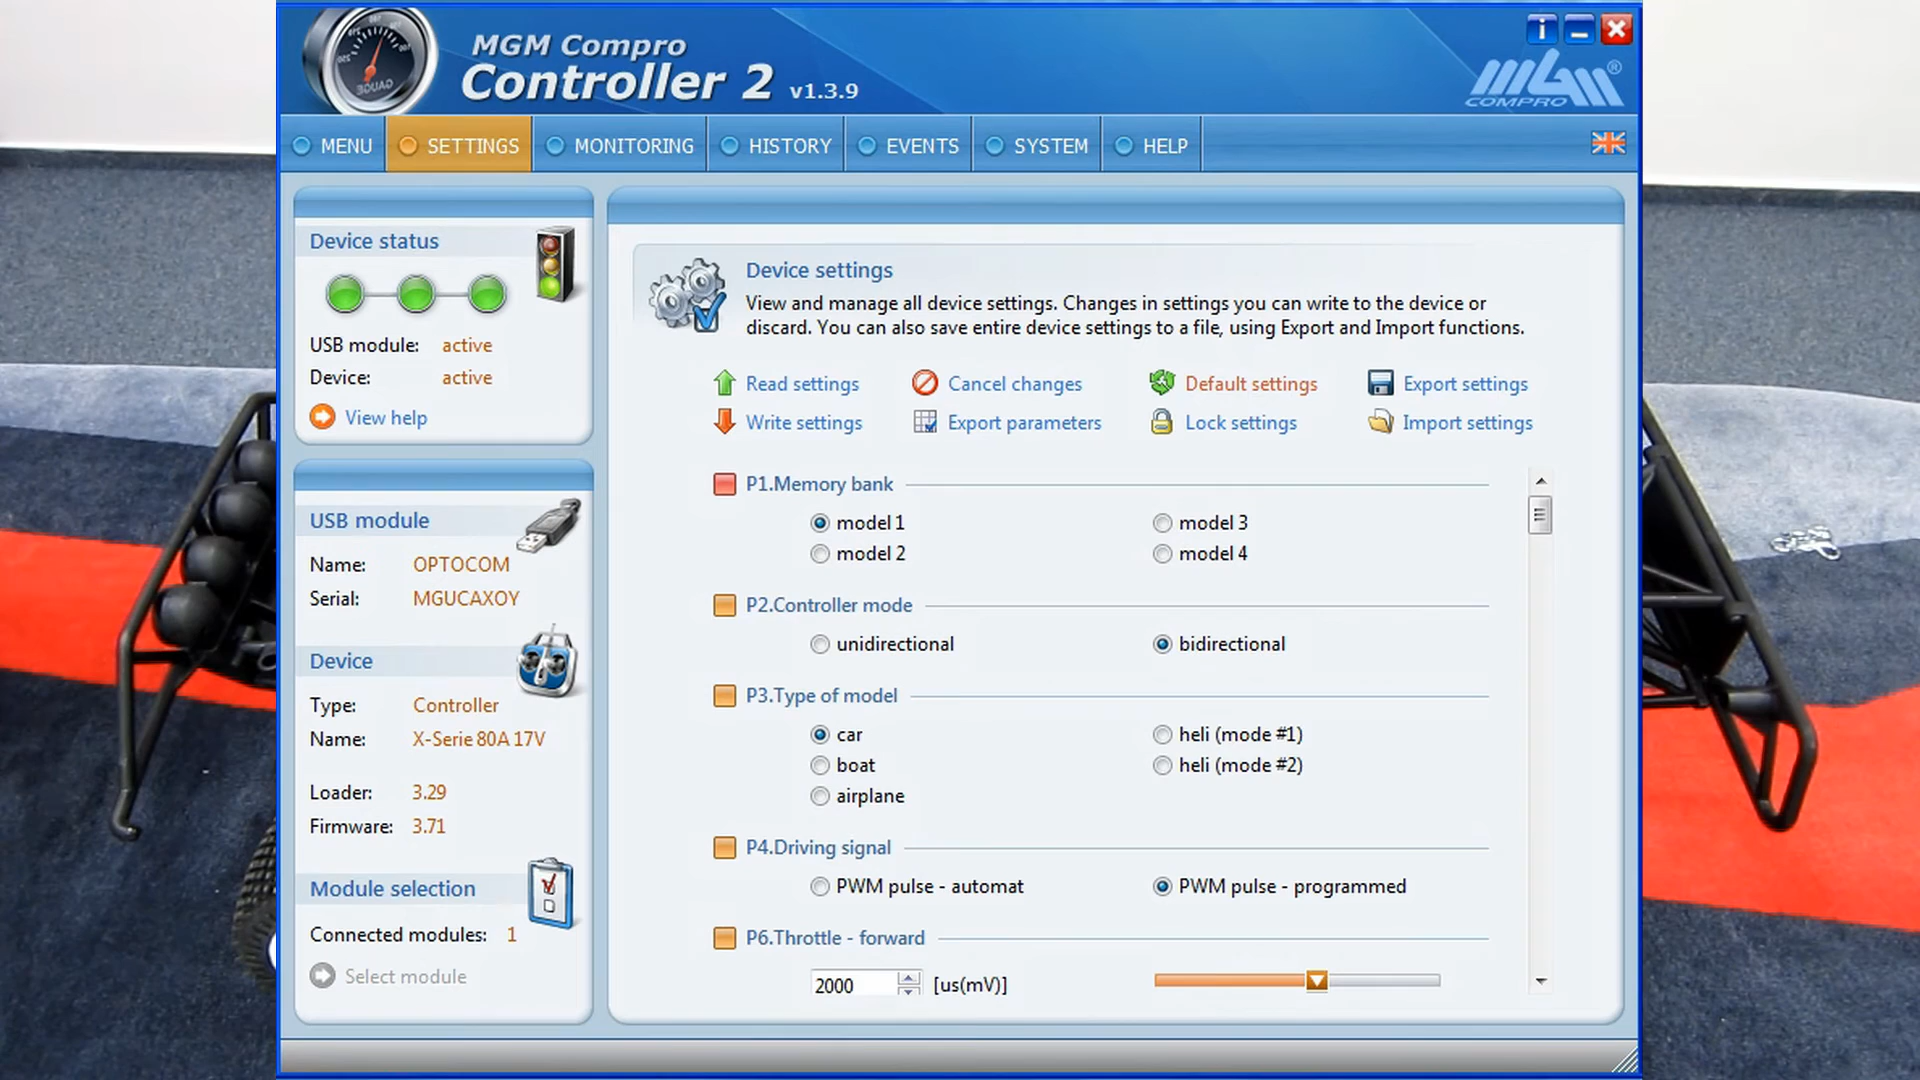 MGM Compro
Controller 2 v1.3.9
MGM
COMPRO
MENU SETTINGS MONITORING HISTORY EVENTS SYSTEM HELP
Device status
USB module: active
Device: active
View help
USB module
Name: OPTOCOM
Serial: MGUCAXOY
Device
Type: Controller
Name: X-Serie 80A 17V
Loader: 3.29
Firmware: 3.71
Module selection
Connected modules: 1
Select module
Device settings
View and manage all device settings. Changes in settings you can write to the device or
discard. You can also save entire device settings to a file, using Export and Import functions.
Read settings Cancel changes Default settings Export settings
Write settings Export parameters Lock settings Import settings
P1.Memory bank
model 1 model 3
model 2 model 4
P2.Controller mode
unidirectional bidirectional
P3.Type of model
car heli (mode #1)
boat heli (mode #2)
airplane
P4.Driving signal
PWM pulse - automat PWM pulse - programmed
P6.Throttle - forward
2000 [us(mV)]